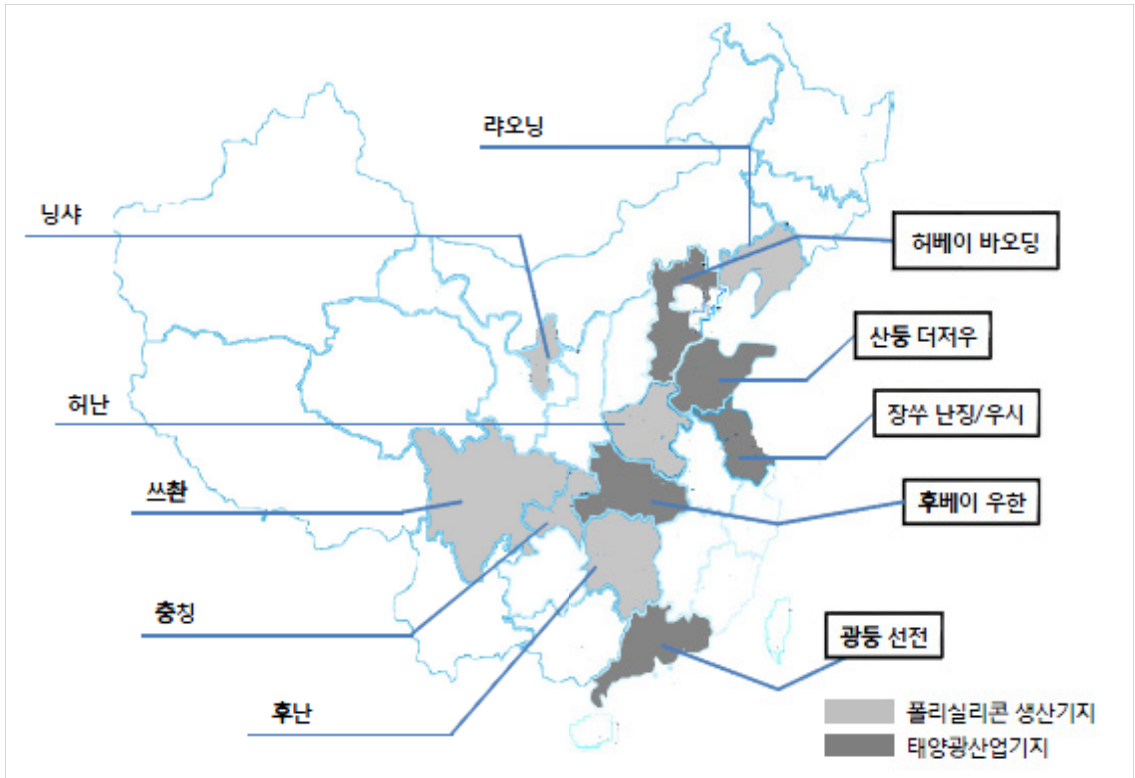 랴오닝
닝샤
허베이 바오딩
산둥 더저우
허난
장쑤 난징/우시
쓰촨
후베이 우한
충칭
광둥 선전
후난
폴리실리콘 생산기지
태양광산업기지